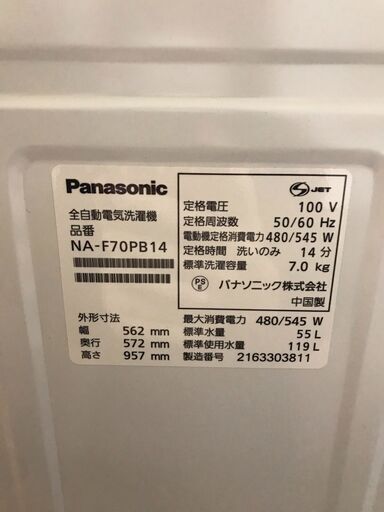 Panasonic
全自動電気洗濯機
品番
NA-F70PB14
外形寸法
幅 562 mm
奥行 572 mm
高さ 957 mm
S JET
定格電圧 100 V
定格周波数 50/60 Hz
電動機定格消費電力 480/545 W
定格時間 洗いのみ 14 分
標準洗濯容量 7.0 kg
PS E パナソニック株式会社
中国製
最大消費電力 480/545 W
標準水量 55 L
標準使用水量 119 L
製造番号 2163303811